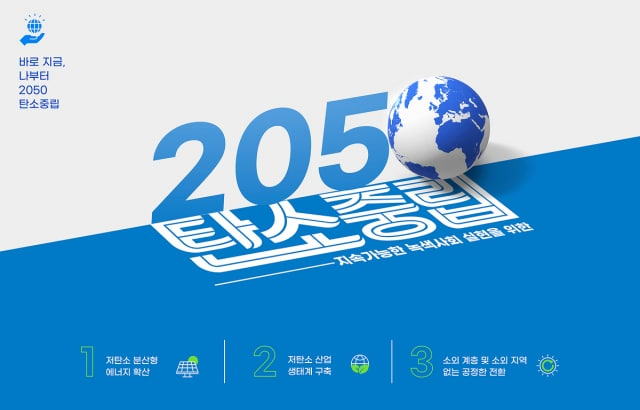 바로 지금,
나부터
2050
탄소중립
205
탄소중립
지속가능한 녹색사회 실현을 위한
1
저탄소 분산형
에너지 확산
2
저탄소 산업
생태계 구축
3
소외 계층 및 소외 지역
없는 공정한 전환